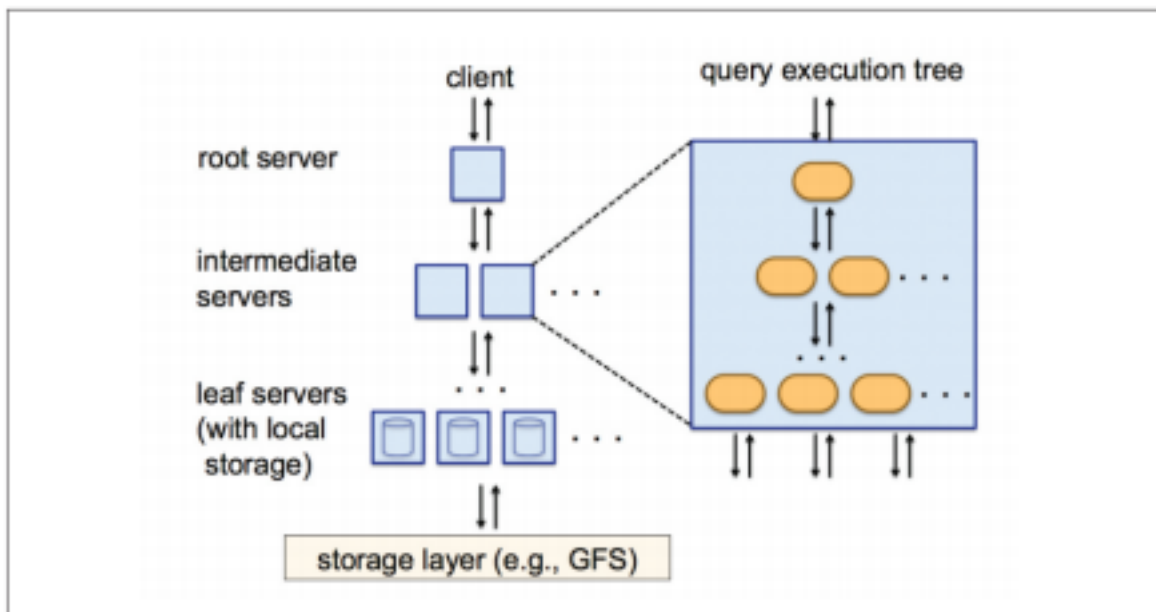 client
query execution tree
root server
intermediate
servers
leaf servers
(with local
storage)
storage layer (e.g., GFS)